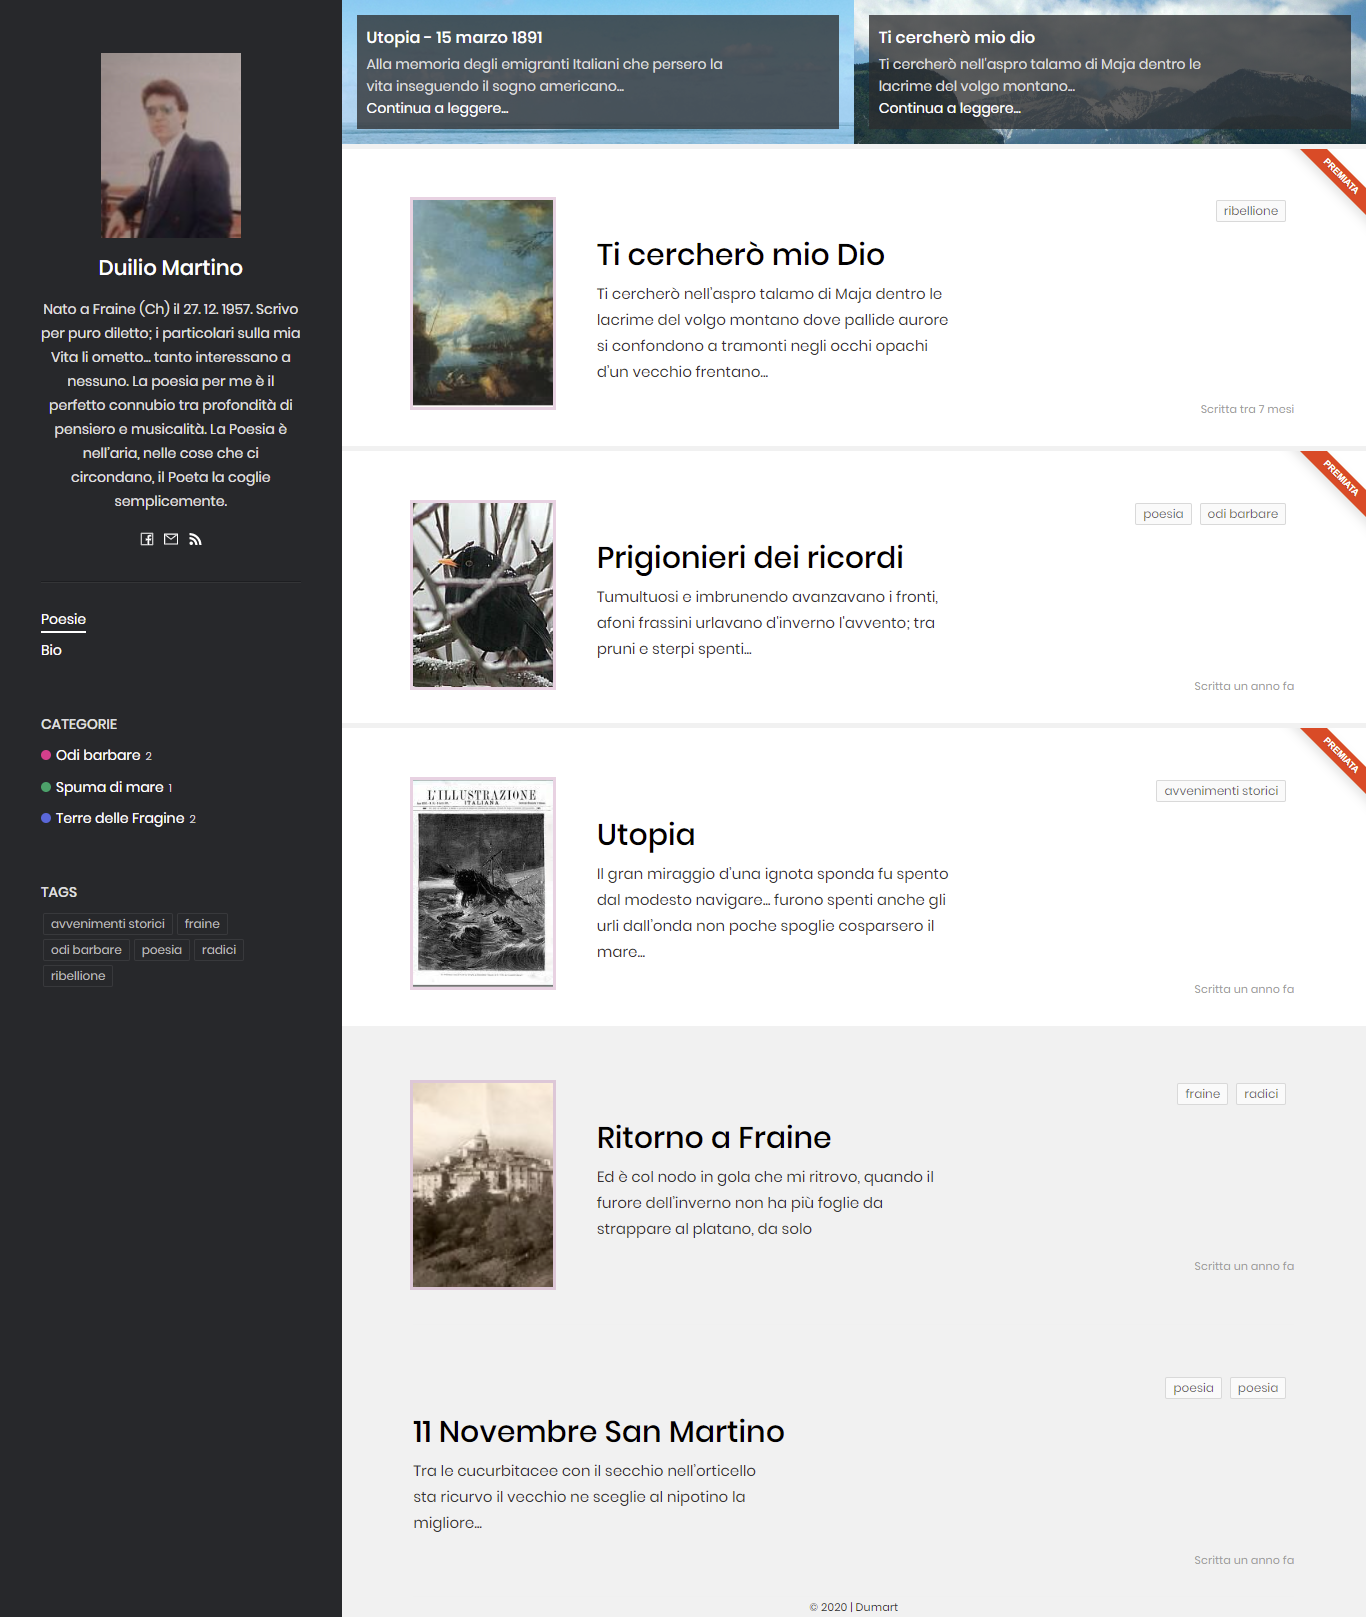 Duilio Martino
Nato a Fraine (Ch) il 27. 12. 1957. Scrivo
per puro diletto; i particolari sulla mia
Vita li ometto... tanto interessano a
nessuno. La poesia per me è il
perfetto connubio tra profondità di
pensiero e musicalità. La Poesia è
nell'aria, nelle cose che ci
circondano, il Poeta la coglie
semplicemente.
Poesie
Bio
CATEGORIE
Odi barbare 2
Spuma di mare 1
Terre delle Fragine 2
TAGS
avvenimenti storici fraine
odi barbare poesia radici
ribellione
Utopia - 15 marzo 1891
Alla memoria degli emigranti Italiani che persero la
vita inseguendo il sogno americano...
Continua a leggere...
Ti cercherò mio dio
Ti cercherò nell'aspro talamo di Maja dentro le
lacrime del volgo montano...
Continua a leggere...
PREMIATA
ribellione
Ti cercherò mio Dio
Ti cercherò nell'aspro talamo di Maja dentro le
lacrime del volgo montano dove pallide aurore
si confondono a tramonti negli occhi opachi
d'un vecchio frentano...
Scritta tra 7 mesi
PREMIATA
poesia odi barbare
Prigionieri dei ricordi
Tumultuosi e imbrunendo avanzavano i fronti,
afoni frassini urlavano d'inverno l'avvento; tra
pruni e sterpi spenti...
Scritta un anno fa
PREMIATA
avvenimenti storici
L'ILLUSTRAZIONE
ITALIANA
Utopia
Il gran miraggio d'una ignota sponda fu spento
dal modesto navigare... furono spenti anche gli
urli dall'onda non poche spoglie cosparsero il
mare...
Scritta un anno fa
fraine radici
Ritorno a Fraine
Ed è col nodo in gola che mi ritrovo, quando il
furore dell'inverno non ha più foglie da
strappare al platano, da solo
Scritta un anno fa
poesia poesia
11 Novembre San Martino
Tra le cucurbitacee con il secchio nell'orticello
sta ricurvo il vecchio ne sceglie al nipotino la
migliore...
Scritta un anno fa
© 2020 | Dumart